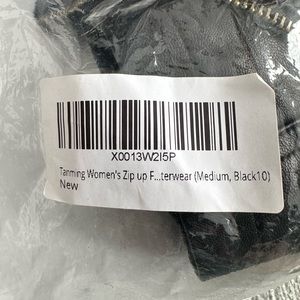 X0013W2I5P
Tanming Women's Zip up F...terwear (Medium, Black10)
New